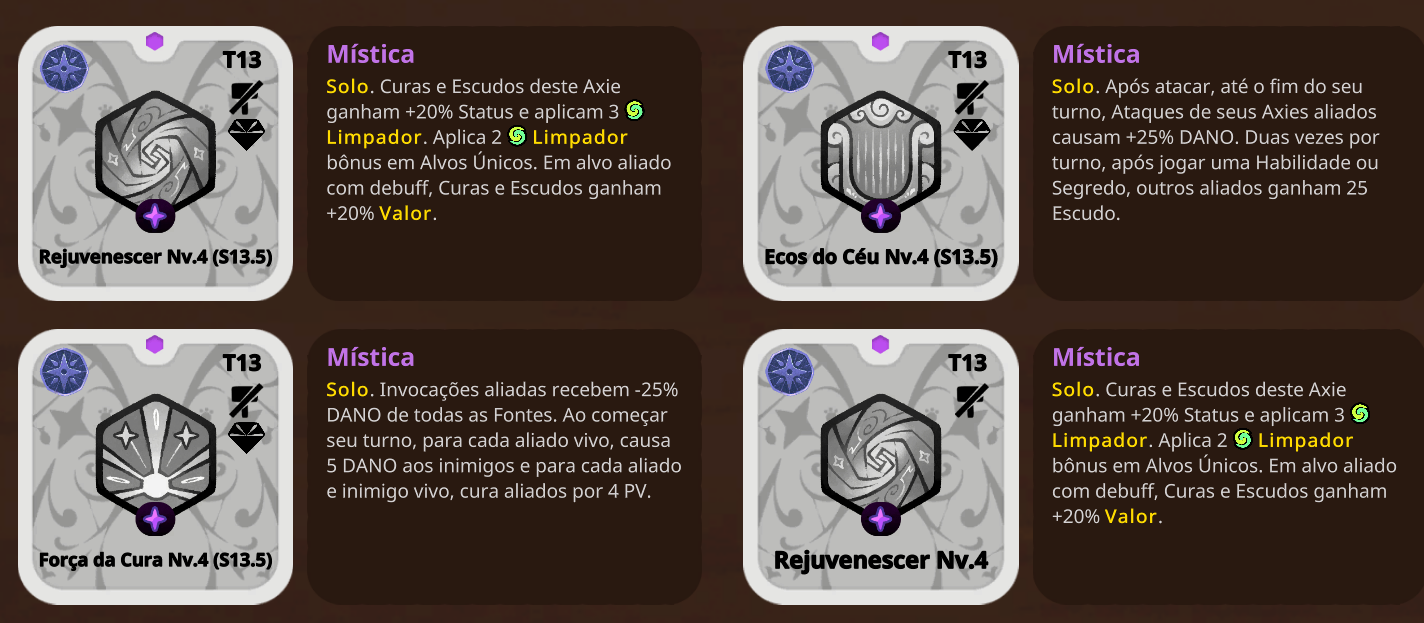 T13
Rejuvenescer Nv.4 (S13.5)
Mística
Solo. Curas e Escudos deste Axie
ganham +20% Status e aplicam 3
Limpador. Aplica 2 Limpador
bônus em Alvos Únicos. Em alvo aliado
com debuff, Curas e Escudos ganham
+20% Valor.
T13
Ecos do Céu Nv.4 (S13.5)
Mística
Solo. Após atacar, até o fim do seu
turno, Ataques de seus Axies aliados
causam +25% DANO. Duas vezes por
turno, após jogar uma Habilidade ou
Segredo, outros aliados ganham 25
Escudo.
T13
Força da Cura Nv.4 (S13.5)
Mística
Solo. Invocações aliadas recebem -25%
DANO de todas as Fontes. Ao começar
seu turno, para cada aliado vivo, causa
5 DANO aos inimigos e para cada aliado
e inimigo vivo, cura aliados por 4 PV.
T13
Rejuvenescer Nv.4
Mística
Solo. Curas e Escudos deste Axie
ganham +20% Status e aplicam 3
Limpador. Aplica 2 Limpador
bônus em Alvos Únicos. Em alvo aliado
com debuff, Curas e Escudos ganham
+20% Valor.